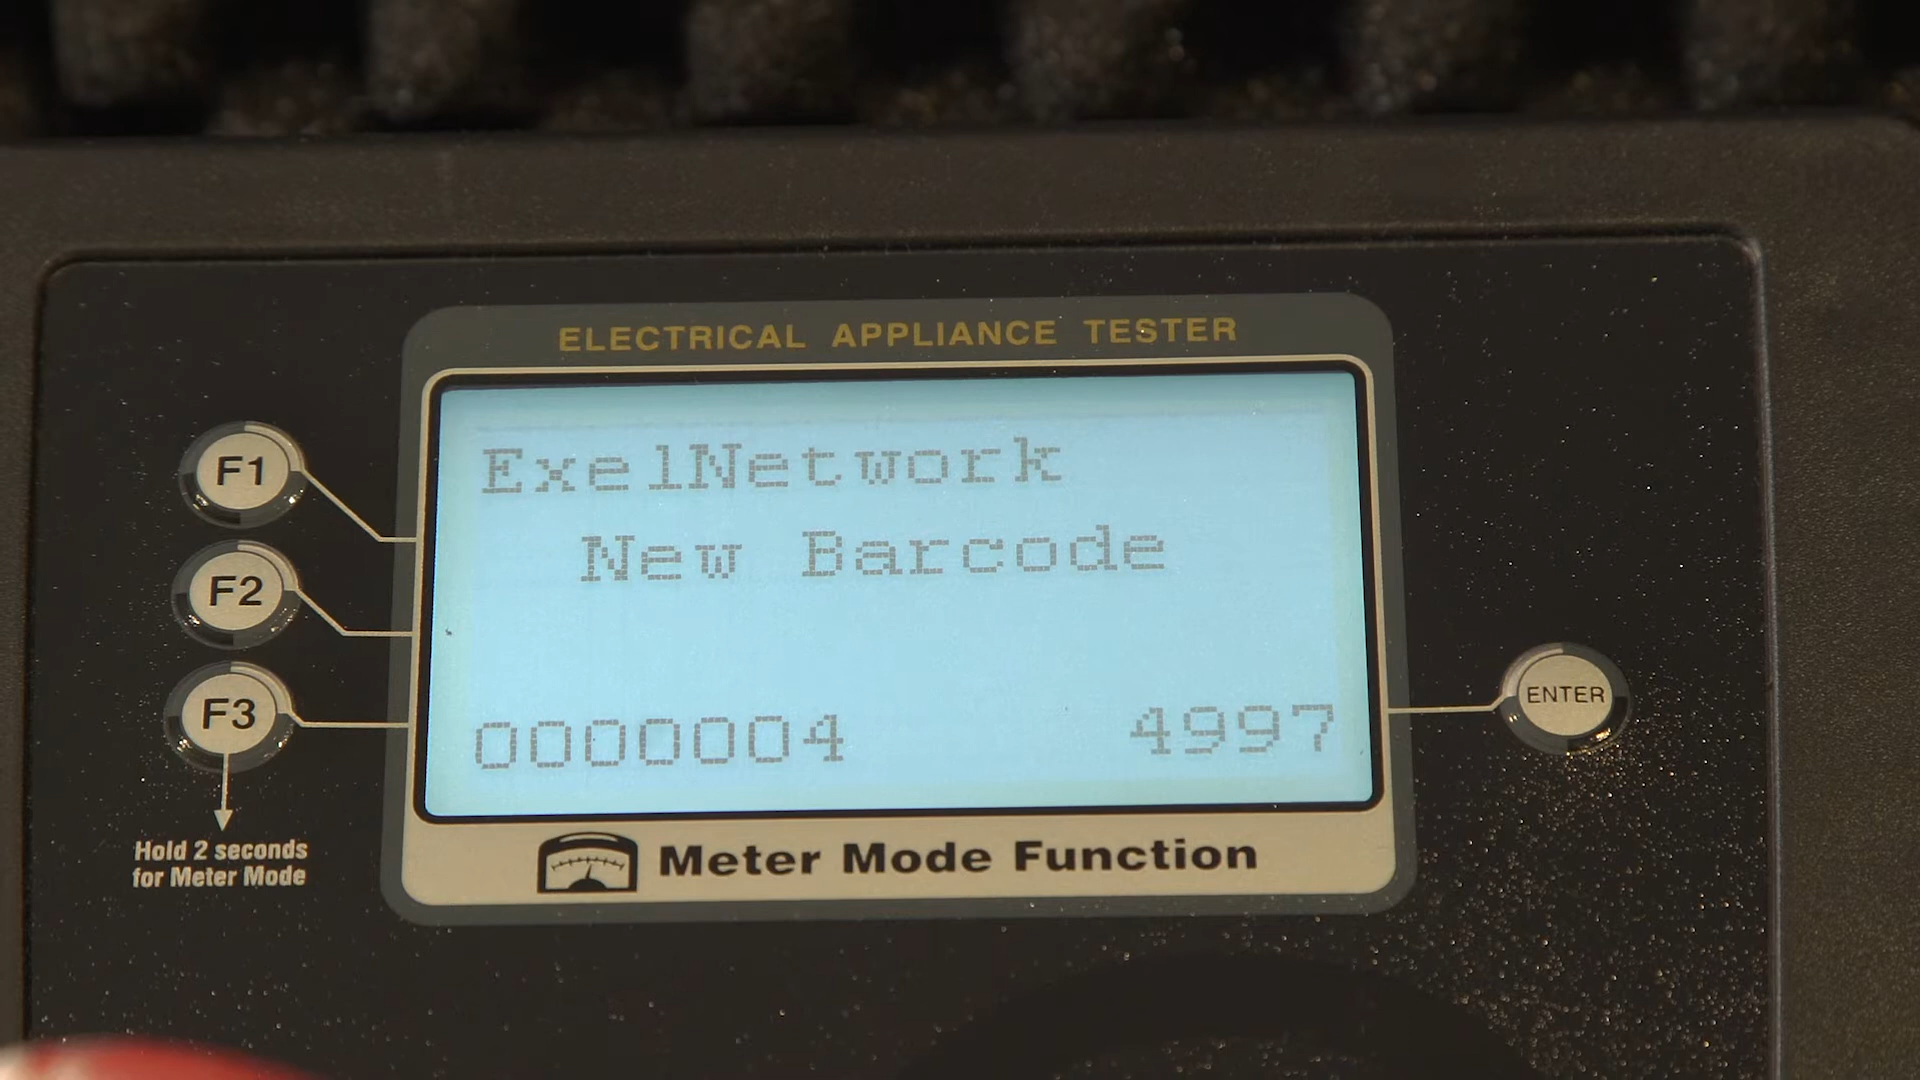 ELECTRICAL APPLIANCE TESTER
ExelNetwork
New Barcode
0000004 4997
F1
F2
F3
ENTER
Hold 2 seconds
for Meter Mode
Meter Mode Function